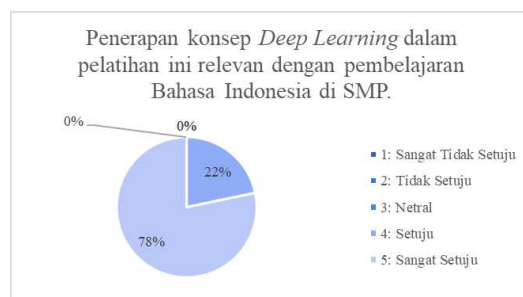 Penerapan konsep Deep Learning dalam
pelatihan ini relevan dengan pembelajaran
Bahasa Indonesia di SMP.
0%
0%
22%
78%
1: Sangat Tidak Setuju
2: Tidak Setuju
3: Netral
4: Setuju
5: Sangat Setuju